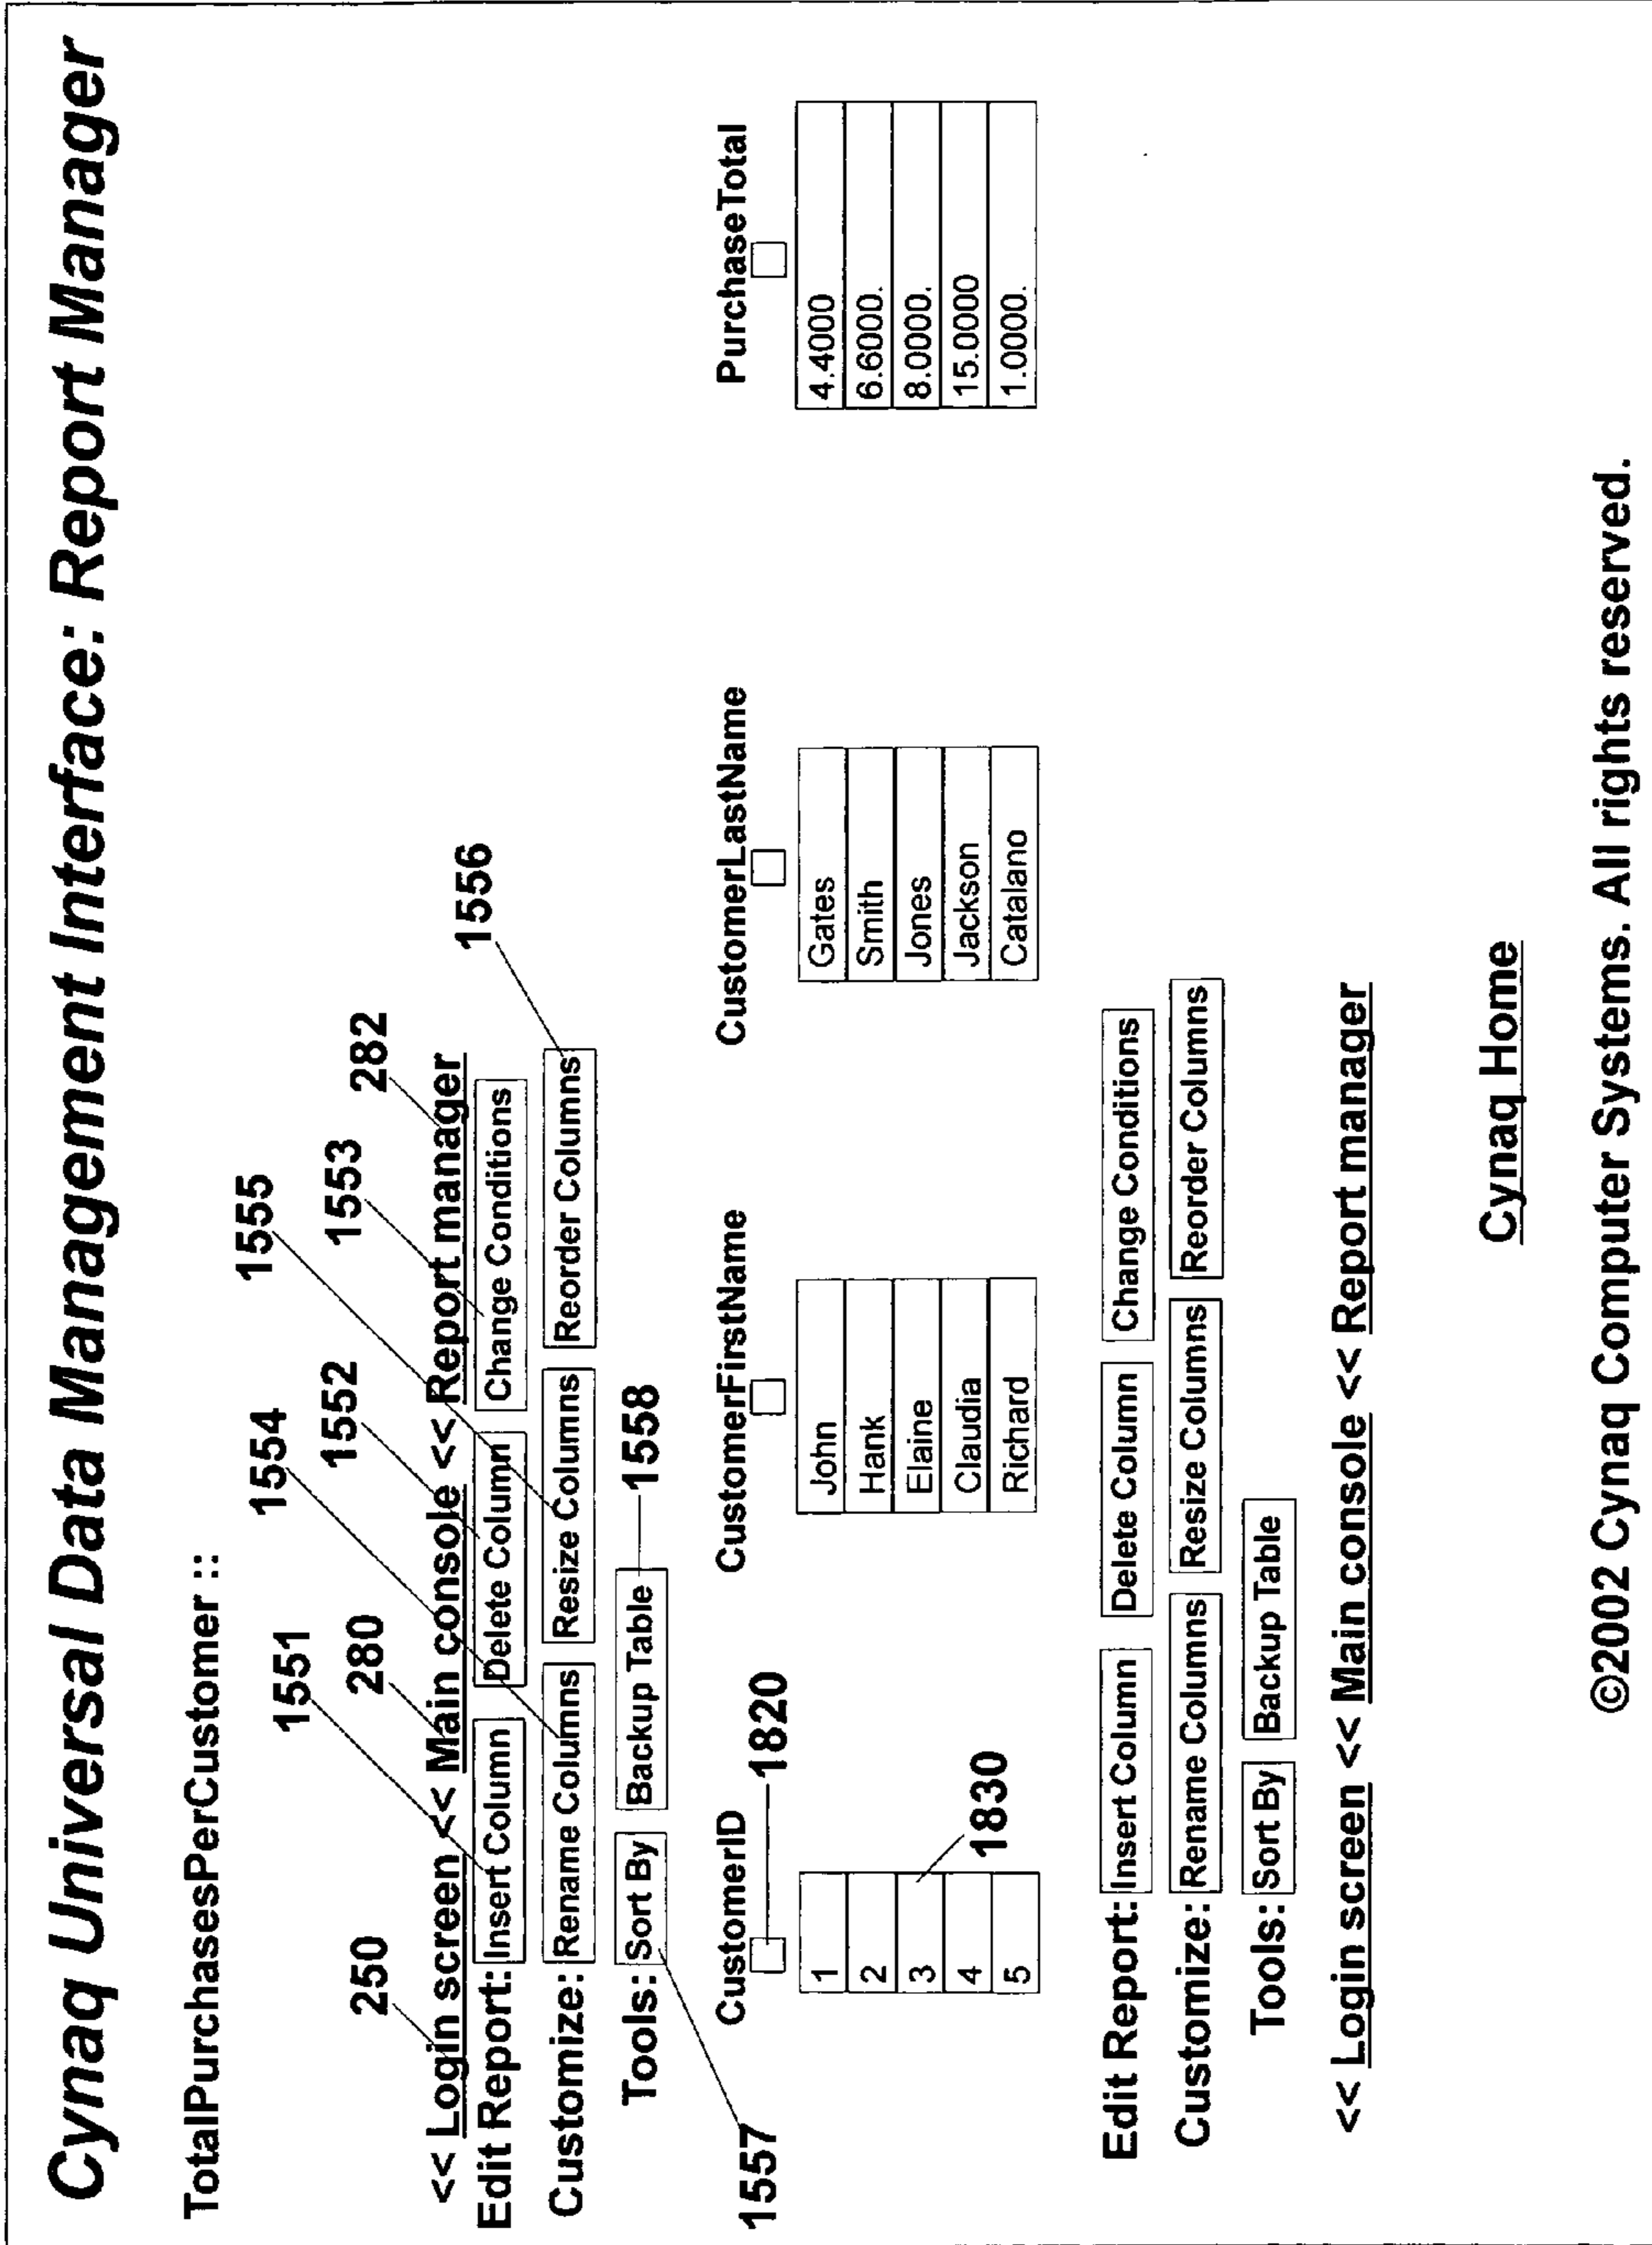 Cynaq Universal Data Management Interface: Report Manager
TotalPurchasesPerCustomer ::
1555
1554
1551 1552 1553
250 280 282
<< Login screen << Main console << Report manager
1556
Edit Report: Insert Column Delete Column Change Conditions
Customize: Rename Columns Resize Columns Reorder Columns
Tools: Sort By Backup Table 1558
1557
CustomerID CustomerFirstName CustomerLastName PurchaseTotal
1820
1 John Gates 4.4000
2 Hank Smith 6.6000.
3 Elaine Jones 8.0000.
4 Claudia Jackson 15.0000
5 Richard Catalano 1.0000.
1830
Edit Report: Insert Column Delete Column Change Conditions
Customize: Rename Columns Resize Columns Reorder Columns
Tools: Sort By Backup Table
<< Login screen << Main console << Report manager
Cynaq Home
©2002 Cynaq Computer Systems. All rights reserved.